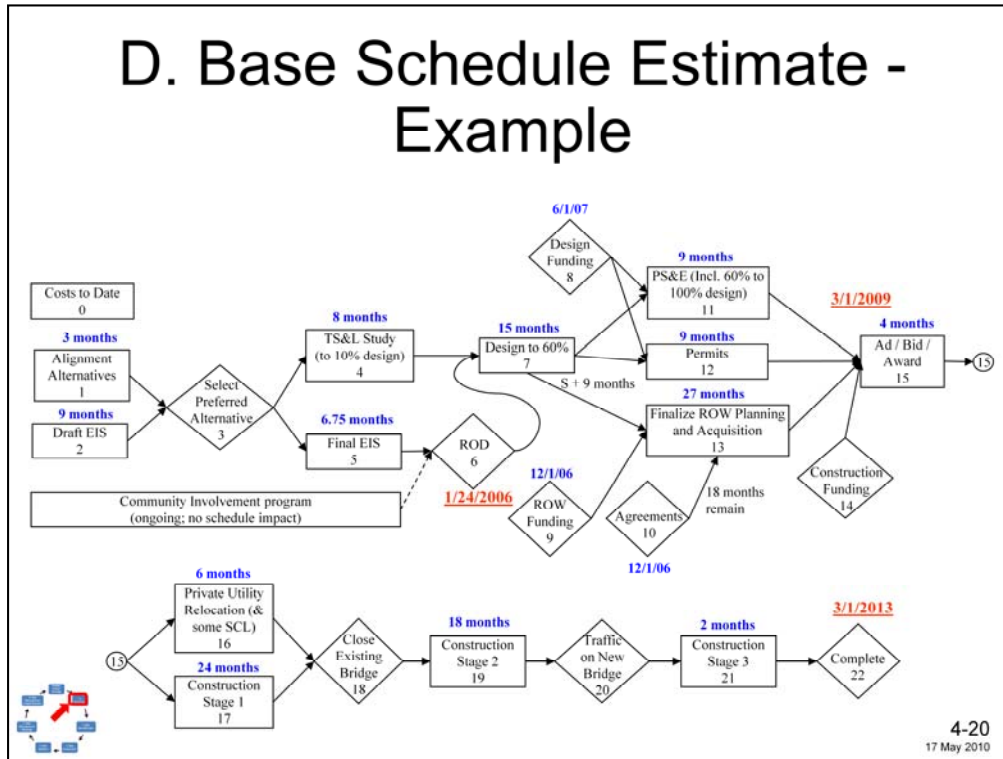 D. Base Schedule Estimate -
Example
6/1/07
Design
Funding
8
9 months
PS&E (Incl. 60% to
100% design)
11
3/1/2009
Costs to Date
0
3 months
Alignment
Alternatives
1
9 months
Draft EIS
2
Select
Preferred
Alternative
3
8 months
TS&L Study
(to 10% design)
4
6.75 months
Final EIS
5
ROD
6
1/24/2006
Community Involvement program
(ongoing; no schedule impact)
15 months
Design to 60%
7
S + 9 months
9 months
Permits
12
27 months
Finalize ROW Planning
and Acquisition
13
12/1/06
ROW
Funding
9
Agreements
10
12/1/06
18 months
remain
Construction
Funding
14
4 months
Ad / Bid /
Award
15
15
15
6 months
Private Utility
Relocation (&
some SCL)
16
24 months
Construction
Stage 1
17
Close
Existing
Bridge
18
18 months
Construction
Stage 2
19
Traffic
on New
Bridge
20
2 months
Construction
Stage 3
21
3/1/2013
Complete
22
4-20
17 May 2010